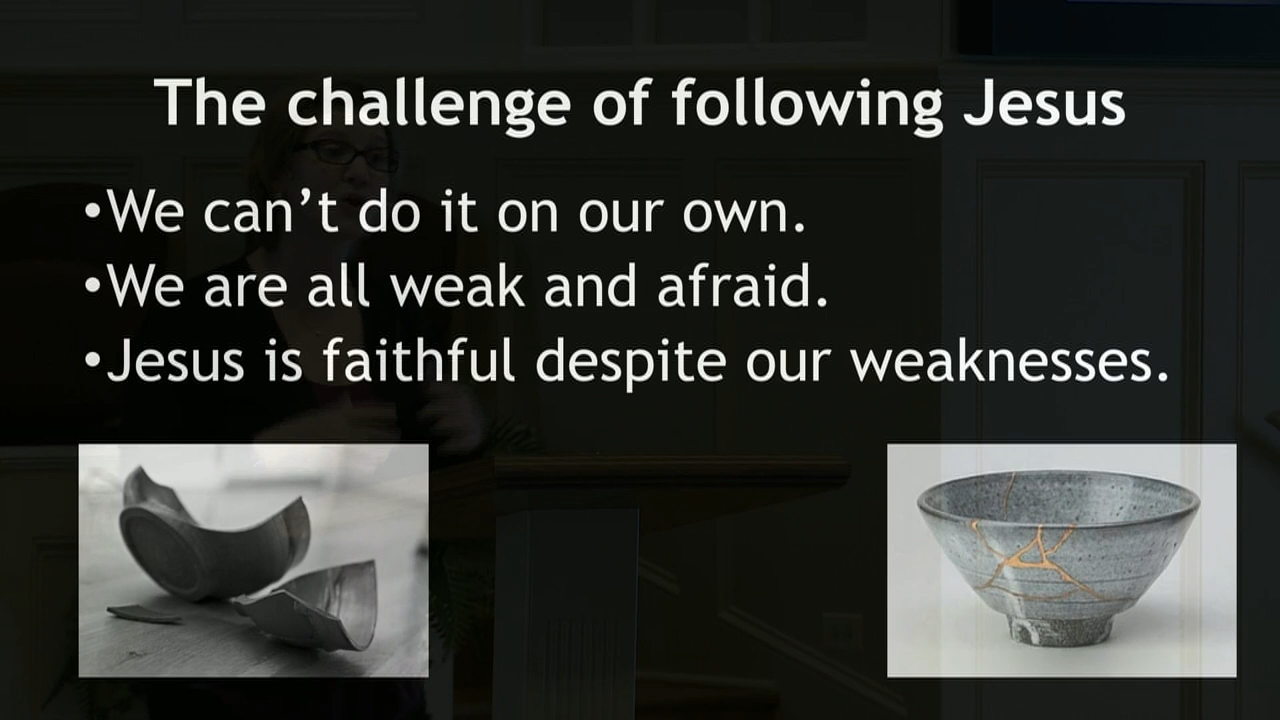 The challenge of following Jesus
•We can’t do it on our own.
•We are all weak and afraid.
•Jesus is faithful despite our weaknesses.